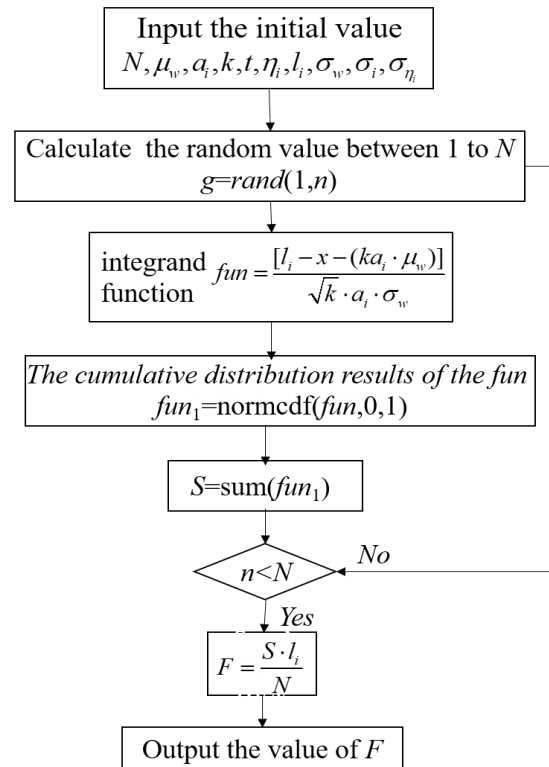 Input the initial value
N, μ_w, a_i, k, t, η_i, l_i, σ_w, σ_i, σ_{η_i}
Calculate the random value between 1 to N
g=rand(1,n)
integrand function fun = [l_i − x − (ka_i · μ_w)] / √k · a_i · σ_w
The cumulative distribution results of the fun
fun₁=normcdf(fun,0,1)
S=sum(fun₁)
n<N
No
Yes
F = S · l_i / N
Output the value of F